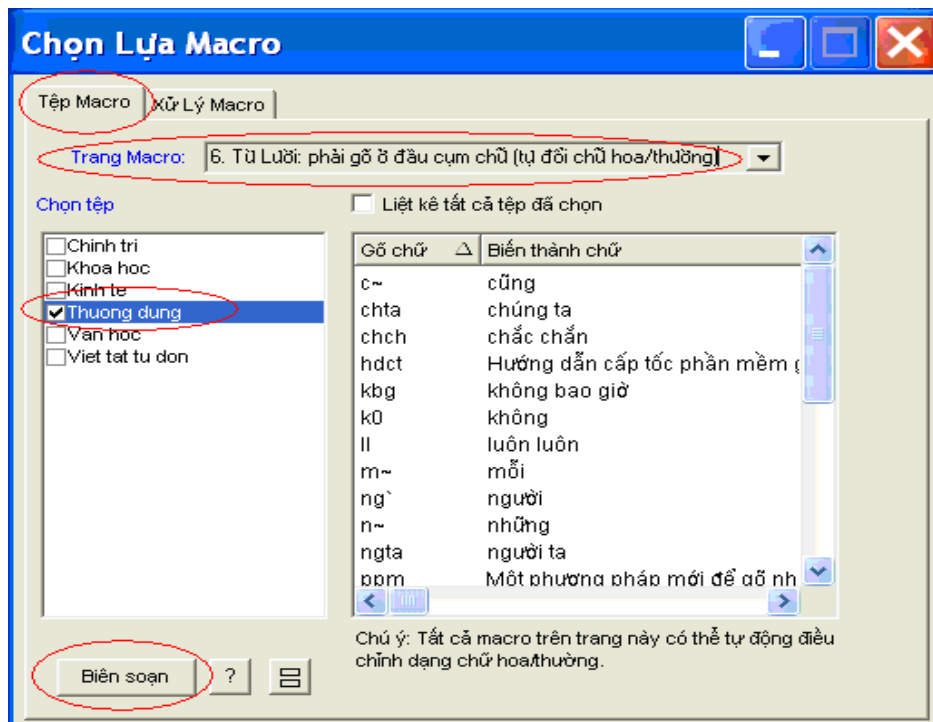 Chọn Lựa Macro
Tệp Macro Xử Lý Macro
Trang Macro: 6. Từ Lười: phải gõ ở đầu cụm chữ (tự đổi chữ hoa/thường)
Chọn tệp
Liệt kê tất cả tệp đã chọn
Chinh tri
Khoa hoc
Kinh te
Thuong dung
Van hoc
Viet tat tu don
Gõ chữ Biến thành chữ
c~ cũng
chta chúng ta
chch chắc chắn
hdct Hướng dẫn cấp tốc phần mềm g
kbg không bao giờ
k0 không
ll luôn luôn
m~ mỗi
ng` người
n~ những
ngta người ta
ppm Một phương pháp mới để gõ nh
Chú ý: Tất cả macro trên trang này có thể tự động điều
chỉnh dạng chữ hoa/thường.
Biên soạn ?